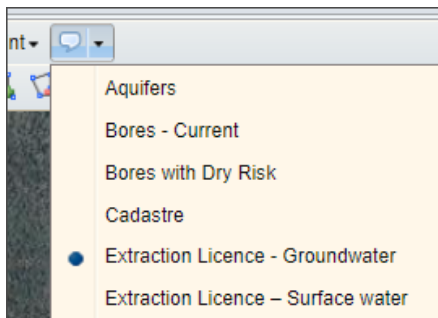 nt
Aquifers
Bores - Current
Bores with Dry Risk
Cadastre
Extraction Licence - Groundwater
Extraction Licence – Surface water